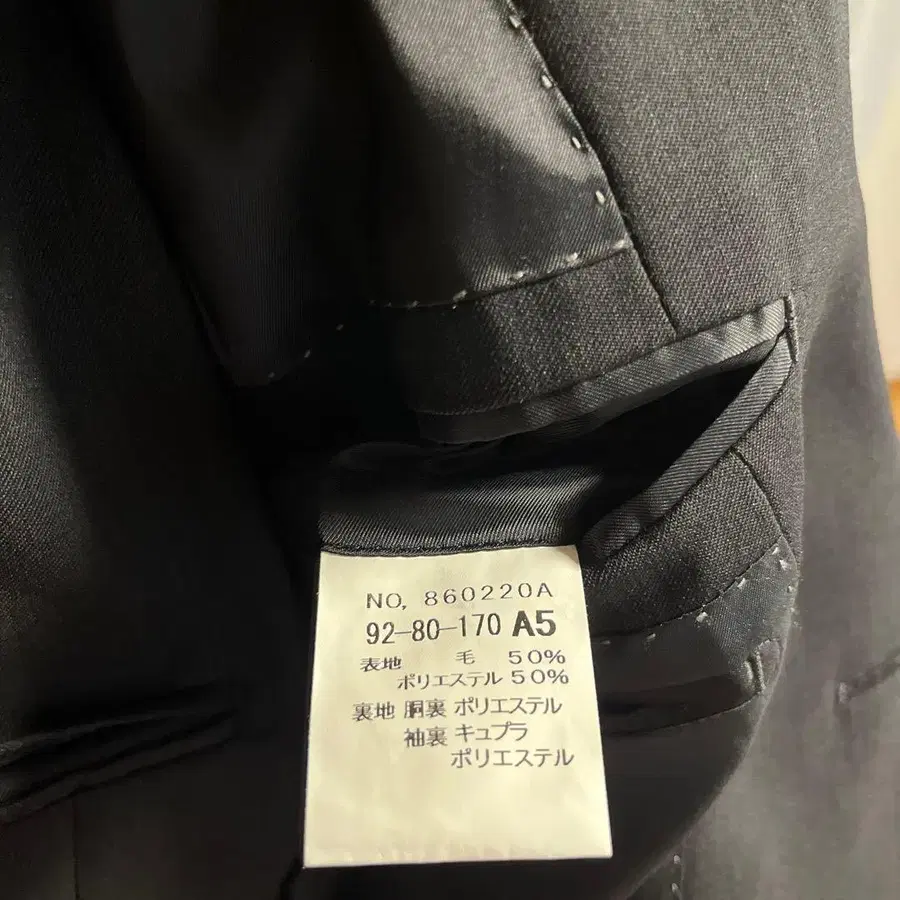 NO, 860220A
92-80-170 A5
表地 毛 50%
ポリエステル 50%
裏地 胴裏 ポリエステル
袖裏 キュプラ
ポリエステル